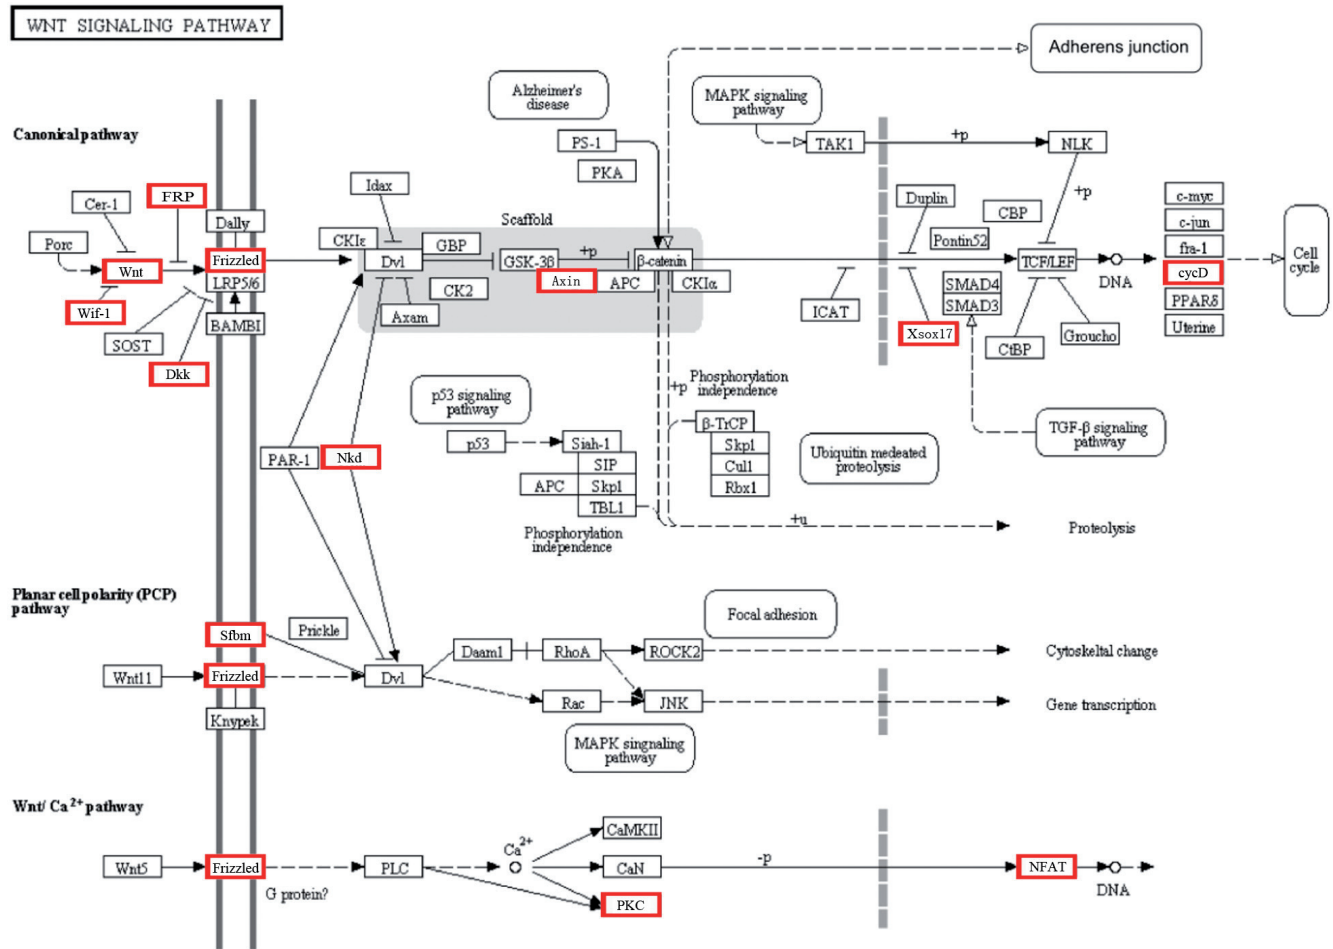 WNT SIGNALING PATHWAY
Adherens junction
Alzheimer's
disease
MAPK signaling
pathway
Canonical pathway
PS-1
TAK1
+p
NLK
PKA
+p
FRP
Idax
Cer-1
Duplin
c-myc
Dally
Scaffold
CBP
c-jun
Porc
CKIε
GBP
Pontin52
fra-1
Cell
cycle
Wnt
Frizzled
Dvl
GSK-3β
+p
β-catenin
TCF/LEF
DNA
cycD
LRP5/6
Axin
APC
CKIα
SMAD4
CK2
SMAD3
PPARδ
Wif-1
BAMBI
Axam
ICAT
Xsox17
Uterine
SOST
CtBP
Groucho
Dkk
+p
Phosphorylation
independence
p53 signaling
pathway
β-TrCP
TGF-β signaling
pathway
p53
Siah-1
Skp1
Ubiquitin medeated
proteolysis
PAR-1
Nkd
SIP
Cul1
APC
Skp1
Rbx1
TBL1
+u
Proteolysis
Phosphorylation
independence
Planar cell polarity (PCP)
pathway
Focal adhesion
Sfbm
Prickle
Daam1
RhoA
ROCK2
Cytoskeltal change
Wnt11
Frizzled
Dvl
Rac
JNK
Gene transcription
Knypek
MAPK singnaling
pathway
Wnt/ Ca2+ pathway
CaMKII
Ca2+
Wnt5
Frizzled
PLC
CaN
-p
NFAT
DNA
G protein?
PKC